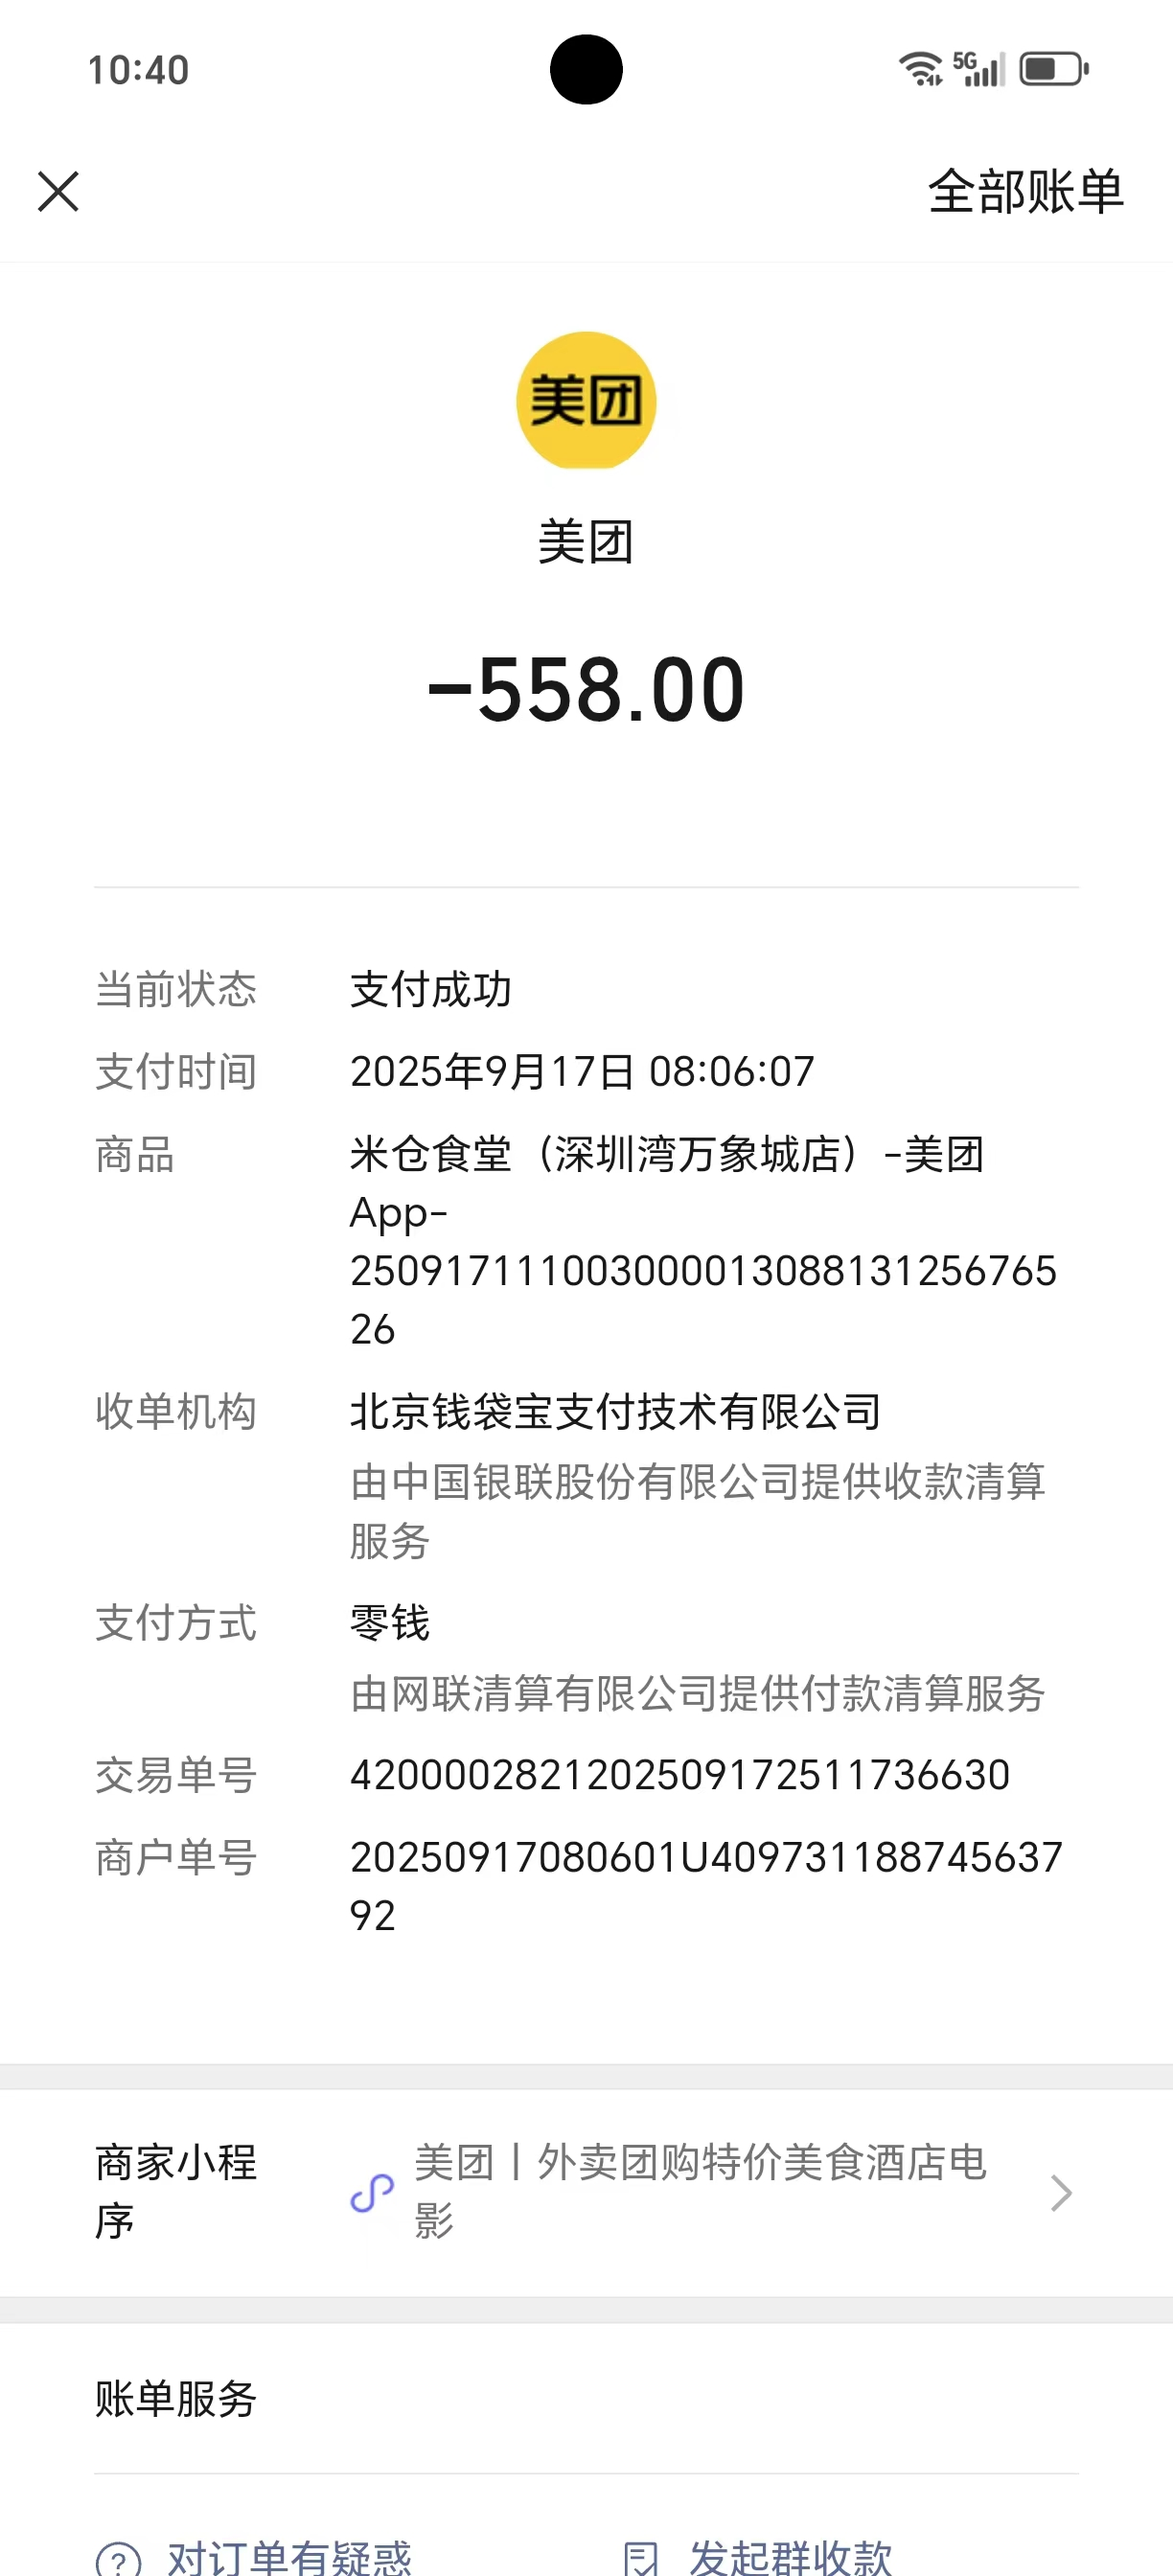 10:40
5G
全部账单
美团
美团
-558.00
当前状态 支付成功
支付时间 2025年9月17日 08:06:07
商品 米仓食堂（深圳湾万象城店）-美团
App-
250917111003000013088131256765
26
收单机构 北京钱袋宝支付技术有限公司
由中国银联股份有限公司提供收款清算
服务
支付方式 零钱
由网联清算有限公司提供付款清算服务
交易单号 4200002821202509172511736630
商户单号 20250917080601U409731188745637
92
商家小程 美团丨外卖团购特价美食酒店电
序 影
账单服务
对订单有疑惑 发起群收款